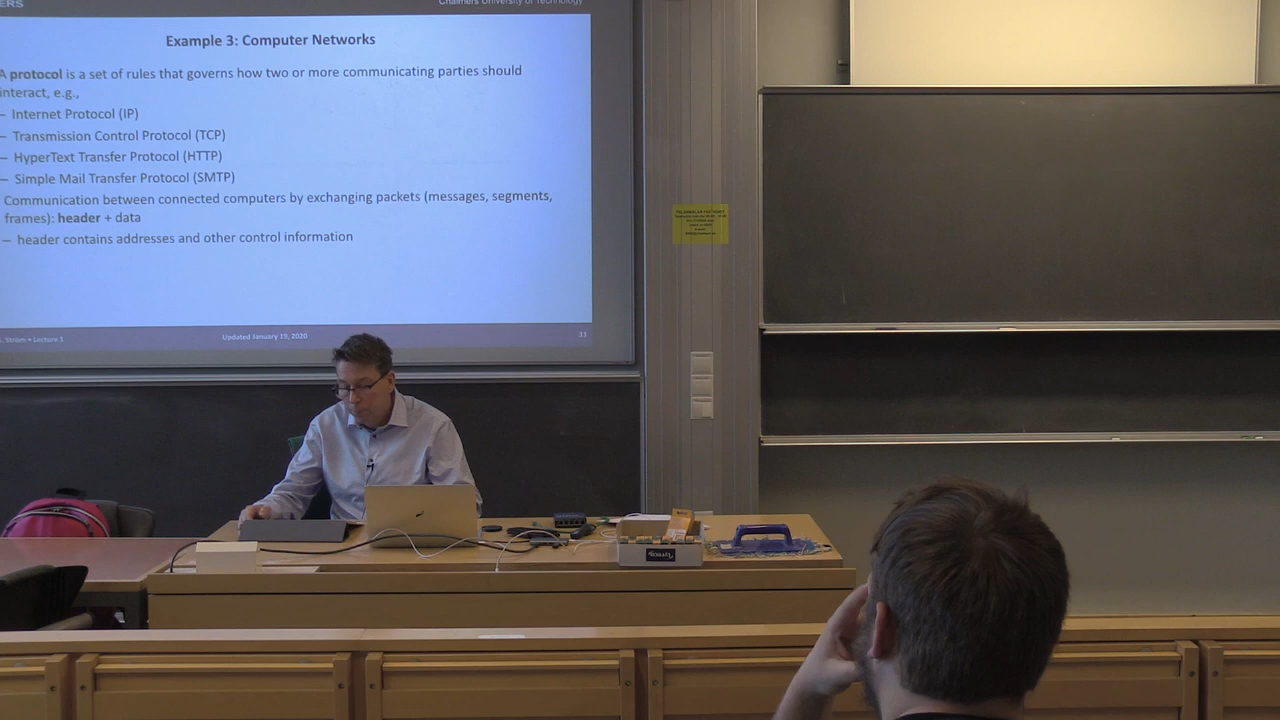 ERS
Chalmers University of Technology
Example 3: Computer Networks
A protocol is a set of rules that governs how two or more communicating parties should
interact, e.g.,
– Internet Protocol (IP)
– Transmission Control Protocol (TCP)
– HyperText Transfer Protocol (HTTP)
– Simple Mail Transfer Protocol (SMTP)
Communication between connected computers by exchanging packets (messages, segments,
frames): header + data
– header contains addresses and other control information
. Ström • Lecture 1
Updated January 19, 2020
33